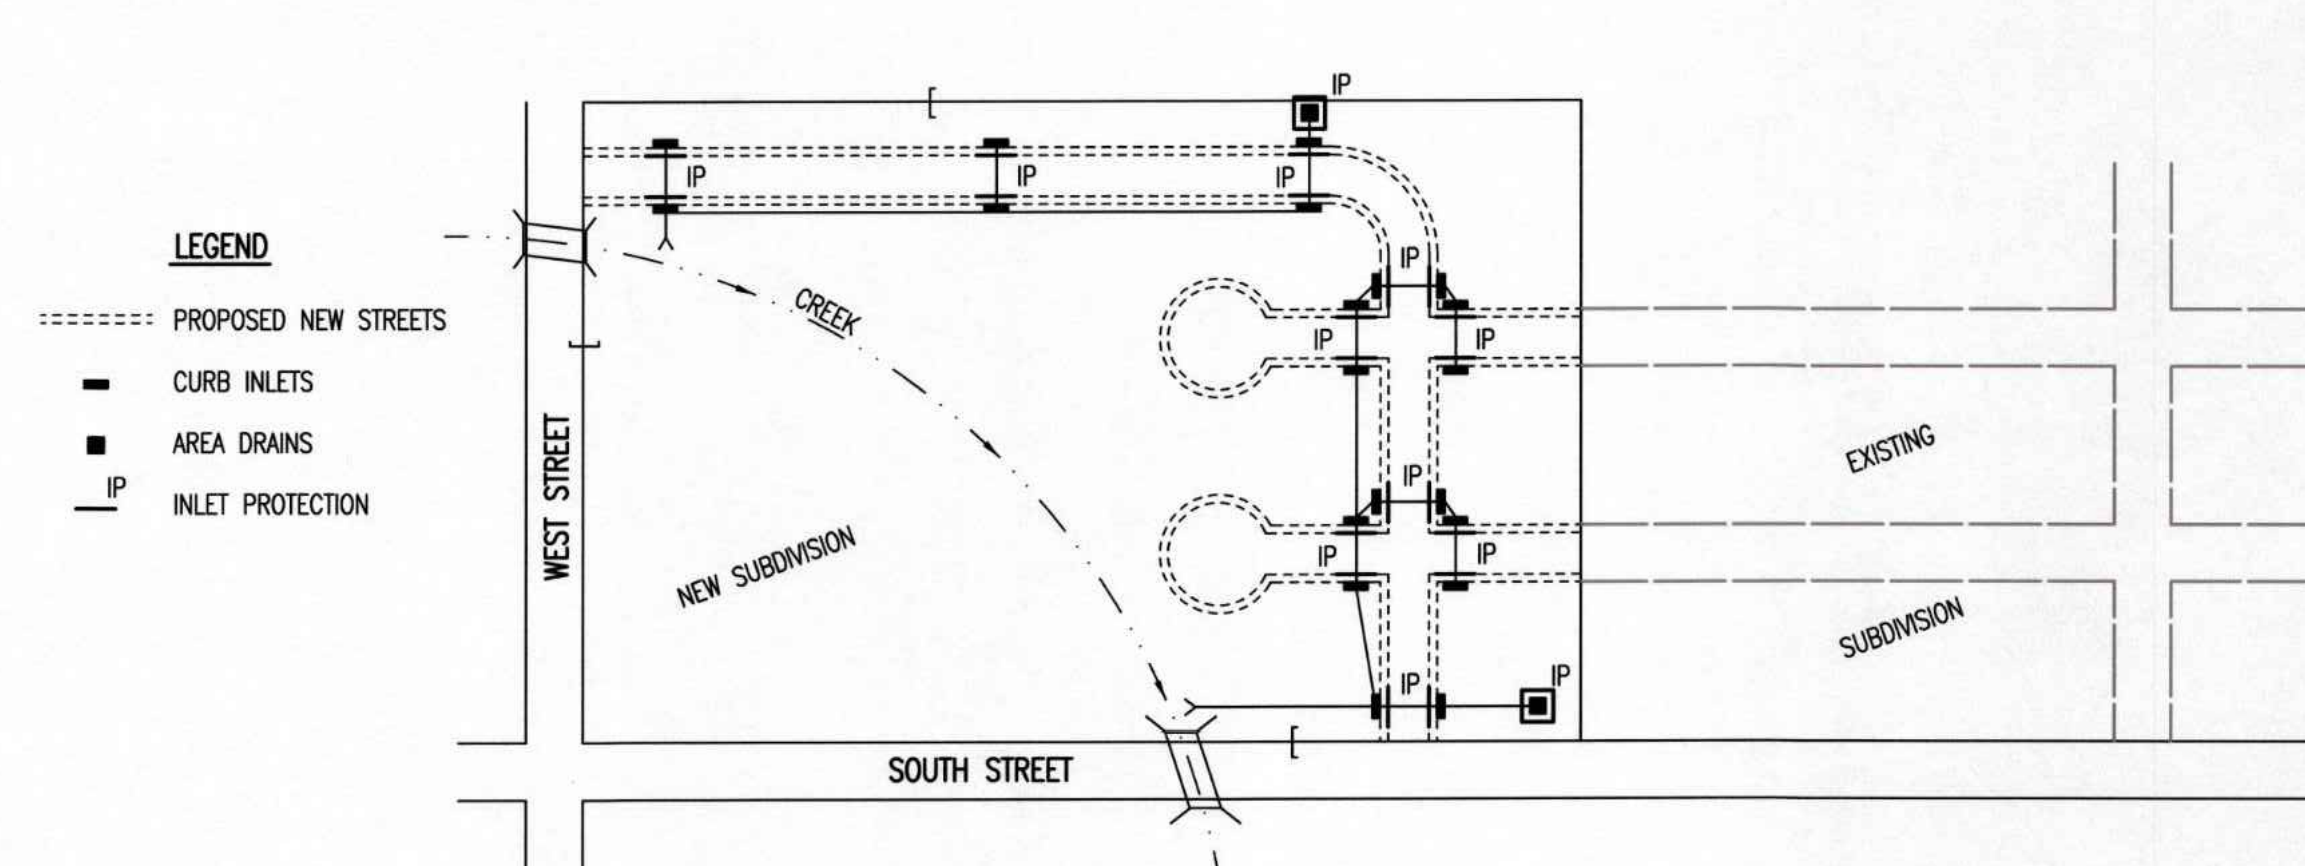 IP
IP
IP
IP
LEGEND
PROPOSED NEW STREETS
CURB INLETS
AREA DRAINS
IP
INLET PROTECTION
CREEK
IP
IP
IP
WEST STREET
NEW SUBDIVISION
IP
IP
IP
EXISTING
SUBDIVISION
IP
IP
SOUTH STREET